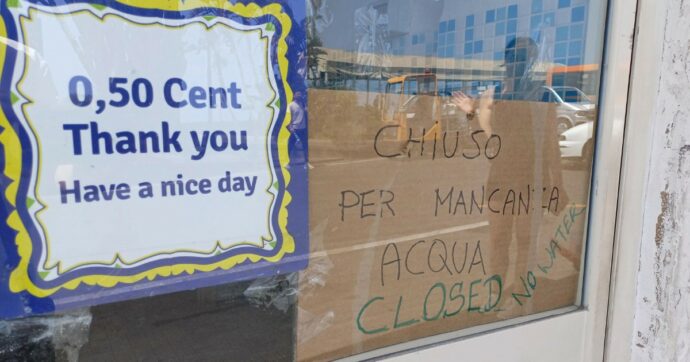 0,50 Cent
Thank you
Have a nice day
CHIUSO
PER MANCANZA
ACQUA
CLOSED NO WATER